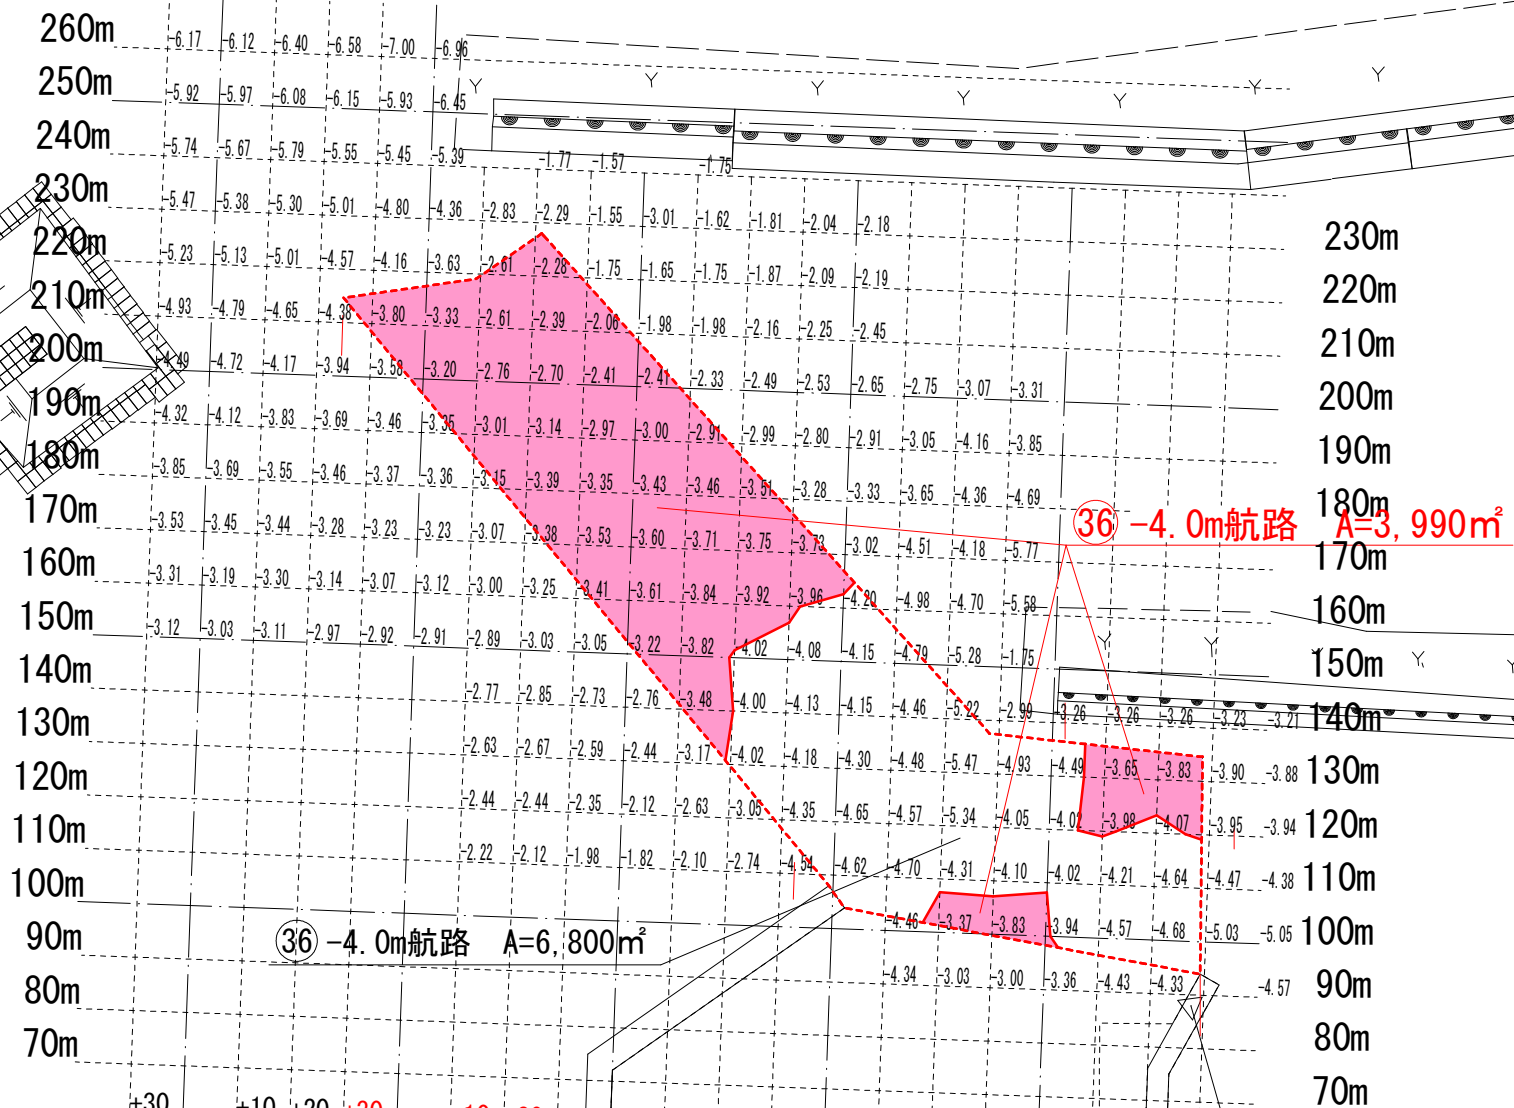 260m -6.17 -6.12 -6.40 -6.58 -7.00 -6.96
250m -5.92 -5.97 -6.08 -6.15 -5.93 -6.45
240m -5.74 -5.67 -5.79 -5.55 -5.45 -5.39 -1.77 -1.57 -1.75
230m -5.47 -5.38 -5.30 -5.01 -4.80 -4.36 -2.83 -2.29 -1.55 -3.01 -1.62 -1.81 -2.04 -2.18 230m
220m -5.23 -5.13 -5.01 -4.57 -4.16 -3.63 -2.61 -2.28 -1.75 -1.65 -1.75 -1.87 -2.09 -2.19 220m
210m -4.93 -4.79 -4.65 -4.38 -3.80 -3.33 -2.61 -2.39 -2.06 -1.98 -1.98 -2.16 -2.25 -2.45 210m
200m -4.49 -4.72 -4.17 -3.94 -3.58 -3.20 -2.76 -2.70 -2.41 -2.41 -2.33 -2.49 -2.53 -2.65 -2.75 -3.07 -3.31 200m
190m -4.32 -4.12 -3.83 -3.69 -3.46 -3.35 -3.01 -3.14 -2.97 -3.00 -2.91 -2.99 -2.80 -2.91 -3.05 -4.16 -3.85 190m
180m -3.85 -3.69 -3.55 -3.46 -3.37 -3.36 -3.15 -3.39 -3.35 -3.43 -3.46 -3.51 -3.28 -3.33 -3.65 -4.36 -4.69 180m
㊱ -4.0m航路 A=3,990㎡
170m -3.53 -3.45 -3.44 -3.28 -3.23 -3.23 -3.07 -3.38 -3.53 -3.60 -3.71 -3.75 -3.73 -3.02 -4.51 -4.18 -5.77 170m
160m -3.31 -3.19 -3.30 -3.14 -3.07 -3.12 -3.00 -3.25 -3.41 -3.61 -3.84 -3.92 -3.96 -4.20 -4.98 -4.70 -5.58 160m
150m -3.12 -3.03 -3.11 -2.97 -2.92 -2.91 -2.89 -3.03 -3.05 -3.22 -3.82 -4.02 -4.08 -4.15 -4.79 -5.28 -1.75 150m
140m -2.77 -2.85 -2.73 -2.76 -3.48 -4.00 -4.13 -4.15 -4.46 -5.22 -2.99 -3.26 -3.26 -3.26 -3.23 -3.21 140m
130m -2.63 -2.67 -2.59 -2.44 -3.17 -4.02 -4.18 -4.30 -4.48 -5.47 -4.93 -4.49 -3.65 -3.83 -3.90 -3.88 130m
120m -2.44 -2.44 -2.35 -2.12 -2.63 -3.05 -4.35 -4.65 -4.57 -5.34 -4.05 -4.02 -3.98 -4.07 -3.95 -3.94 120m
110m -2.22 -2.12 -1.98 -1.82 -2.10 -2.74 -4.54 -4.62 -4.70 -4.31 -4.10 -4.02 -4.21 -4.64 -4.47 -4.38 110m
100m -4.46 -3.37 -3.83 -3.94 -4.57 -4.68 -5.03 -5.05 100m
㊱ -4.0m航路 A=6,800㎡
90m -4.34 -3.03 -3.00 -3.36 -4.43 -4.33 -4.57 90m
80m 80m
70m 70m
+30 +10 +20